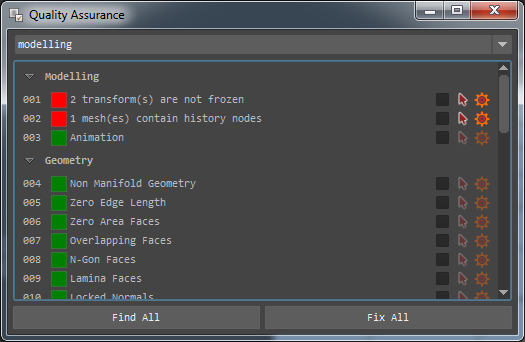 Quality Assurance
modelling
Modelling
001 2 transform(s) are not frozen
002 1 mesh(es) contain history nodes
003 Animation
Geometry
004 Non Manifold Geometry
005 Zero Edge Length
006 Zero Area Faces
007 Overlapping Faces
008 N-Gon Faces
009 Lamina Faces
010 Locked Normals
Find All Fix All